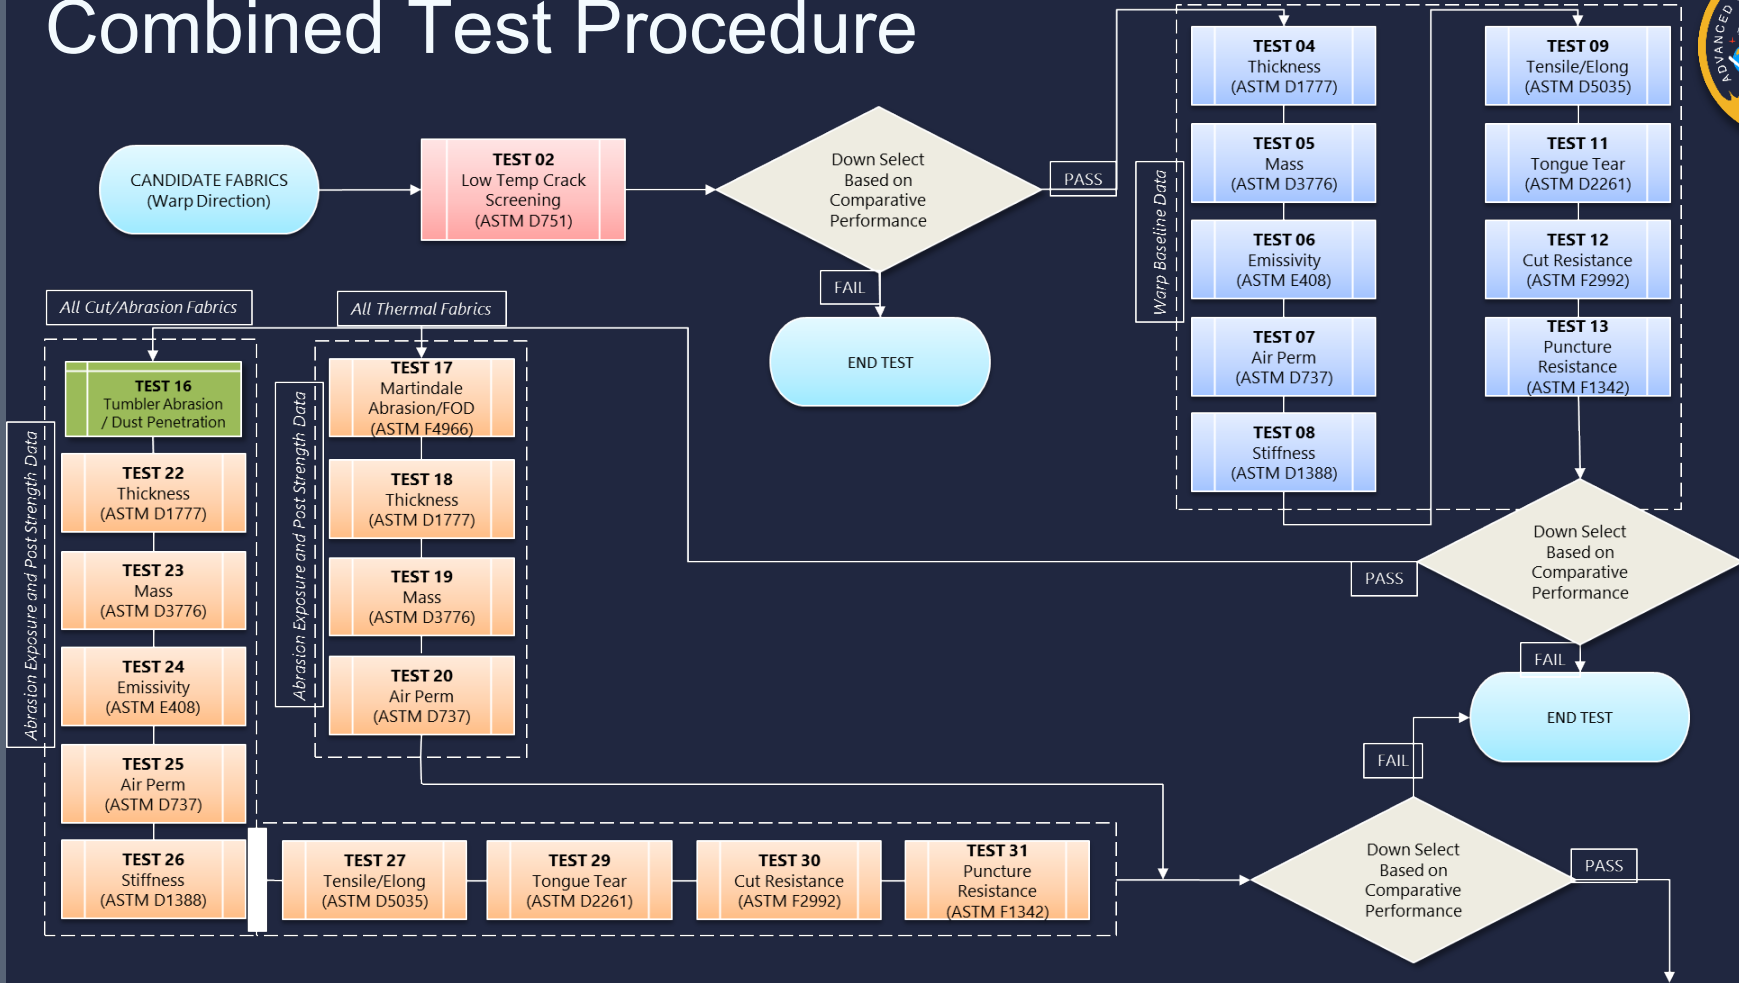 Combined Test Procedure
ADVANCED
CANDIDATE FABRICS
(Warp Direction)
TEST 02
Low Temp Crack
Screening
(ASTM D751)
Down Select
Based on
Comparative
Performance
PASS
FAIL
END TEST
Warp Baseline Data
TEST 04
Thickness
(ASTM D1777)
TEST 05
Mass
(ASTM D3776)
TEST 06
Emissivity
(ASTM E408)
TEST 07
Air Perm
(ASTM D737)
TEST 08
Stiffness
(ASTM D1388)
TEST 09
Tensile/Elong
(ASTM D5035)
TEST 11
Tongue Tear
(ASTM D2261)
TEST 12
Cut Resistance
(ASTM F2992)
TEST 13
Puncture
Resistance
(ASTM F1342)
Down Select
Based on
Comparative
Performance
PASS
FAIL
END TEST
All Cut/Abrasion Fabrics
Abrasion Exposure and Post Strength Data
TEST 16
Tumbler Abrasion
/ Dust Penetration
TEST 22
Thickness
(ASTM D1777)
TEST 23
Mass
(ASTM D3776)
TEST 24
Emissivity
(ASTM E408)
TEST 25
Air Perm
(ASTM D737)
TEST 26
Stiffness
(ASTM D1388)
All Thermal Fabrics
Abrasion Exposure and Post Strength Data
TEST 17
Martindale
Abrasion/FOD
(ASTM F4966)
TEST 18
Thickness
(ASTM D1777)
TEST 19
Mass
(ASTM D3776)
TEST 20
Air Perm
(ASTM D737)
TEST 27
Tensile/Elong
(ASTM D5035)
TEST 29
Tongue Tear
(ASTM D2261)
TEST 30
Cut Resistance
(ASTM F2992)
TEST 31
Puncture
Resistance
(ASTM F1342)
Down Select
Based on
Comparative
Performance
FAIL
PASS